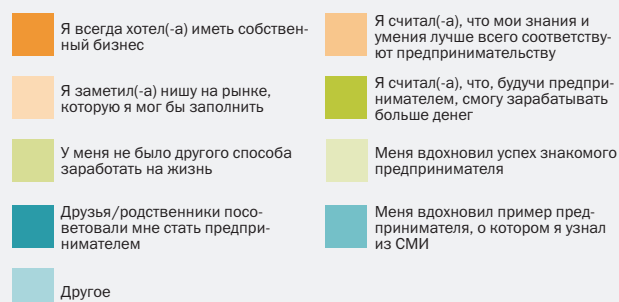 Я всегда хотел(-а) иметь собствен-
ный бизнес
Я считал(-а), что мои знания и
умения лучше всего соответству-
ют предпринимательству
Я заметил(-а) нишу на рынке,
которую я мог бы заполнить
Я считал(-а), что, будучи предпри-
нимателем, смогу зарабатывать
больше денег
У меня не было другого способа
заработать на жизнь
Меня вдохновил успех знакомого
предпринимателя
Друзья/родственники посо-
ветовали мне стать предпри-
нимателем
Меня вдохновил пример пред-
принимателя, о котором я узнал
из СМИ
Другое